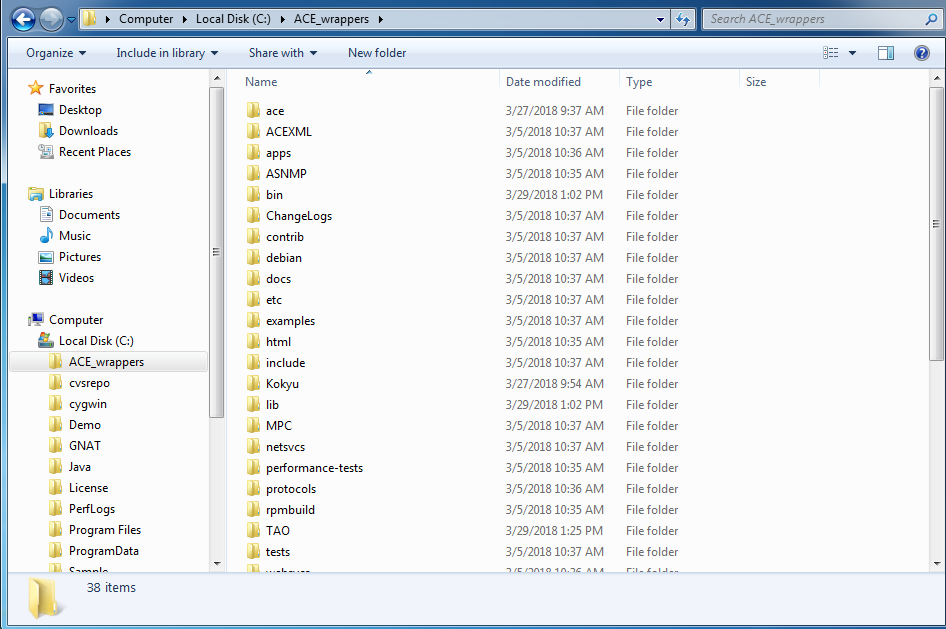 Computer Local Disk (C:) ACE_wrappers
Search ACE_wrappers
Organize Include in library Share with New folder
Favorites
Desktop
Downloads
Recent Places
Libraries
Documents
Music
Pictures
Videos
Computer
Local Disk (C:)
ACE_wrappers
cvsrepo
cygwin
Demo
GNAT
Java
License
PerfLogs
Program Files
ProgramData
Sample
Name Date modified Type Size
ace 3/27/2018 9:37 AM File folder
ACEXML 3/5/2018 10:37 AM File folder
apps 3/5/2018 10:36 AM File folder
ASNMP 3/5/2018 10:35 AM File folder
bin 3/29/2018 1:02 PM File folder
ChangeLogs 3/5/2018 10:37 AM File folder
contrib 3/5/2018 10:37 AM File folder
debian 3/5/2018 10:37 AM File folder
docs 3/5/2018 10:37 AM File folder
etc 3/5/2018 10:37 AM File folder
examples 3/5/2018 10:37 AM File folder
html 3/5/2018 10:35 AM File folder
include 3/5/2018 10:37 AM File folder
Kokyu 3/27/2018 9:54 AM File folder
lib 3/29/2018 1:02 PM File folder
MPC 3/5/2018 10:37 AM File folder
netsvcs 3/5/2018 10:37 AM File folder
performance-tests 3/5/2018 10:35 AM File folder
protocols 3/5/2018 10:36 AM File folder
rpmbuild 3/5/2018 10:35 AM File folder
TAO 3/29/2018 1:25 PM File folder
tests 3/5/2018 10:37 AM File folder
3/5/2018 10:36 AM File folder
38 items